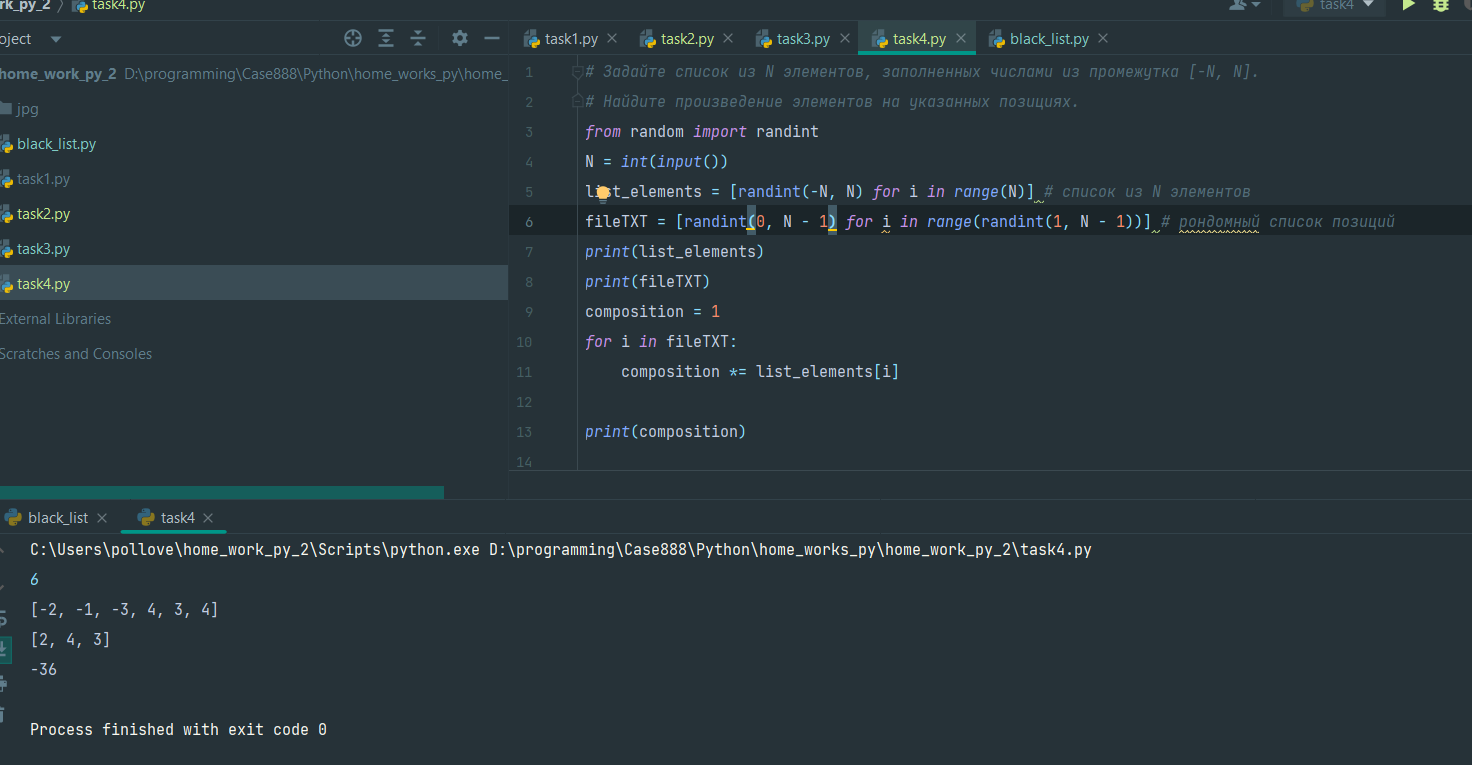 rk_py_2 〉 task4.py
task4
oject
task1.py
task2.py
task3.py
task4.py
black_list.py
home_work_py_2 D:\programming\Case888\Python\home_works_py\home_
jpg
black_list.py
task1.py
task2.py
task3.py
task4.py
External Libraries
Scratches and Consoles
1 # Задайте список из N элементов, заполненных числами из промежутка [-N, N].
2 # Найдите произведение элементов на указанных позициях.
3 from random import randint
4 N = int(input())
5 list_elements = [randint(-N, N) for i in range(N)] # список из N элементов
6 fileTXT = [randint(0, N - 1) for i in range(randint(1, N - 1))] # рондомный список позиций
7 print(list_elements)
8 print(fileTXT)
9 composition = 1
10 for i in fileTXT:
11 composition *= list_elements[i]
12
13 print(composition)
14
black_list
task4
C:\Users\pollove\home_work_py_2\Scripts\python.exe D:\programming\Case888\Python\home_works_py\home_work_py_2\task4.py
6
[-2, -1, -3, 4, 3, 4]
[2, 4, 3]
-36
Process finished with exit code 0